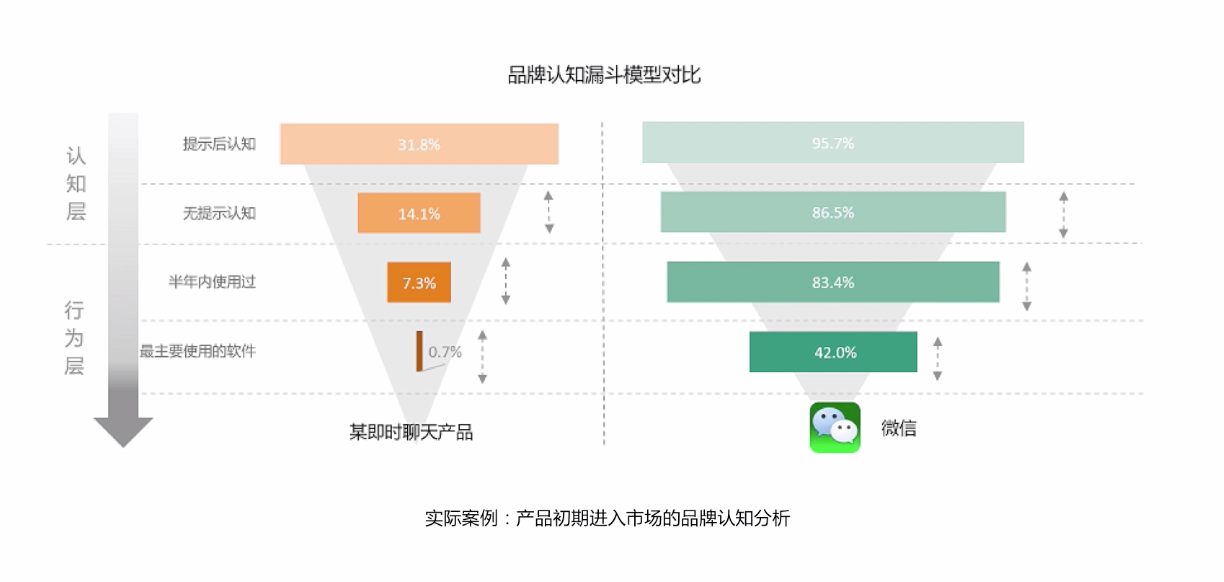 品牌认知漏斗模型对比
认知层
提示后认知
31.8%
95.7%
无提示认知
14.1%
86.5%
行为层
半年内使用过
7.3%
83.4%
最主要使用的软件
0.7%
42.0%
某即时聊天产品
微信
实际案例：产品初期进入市场的品牌认知分析